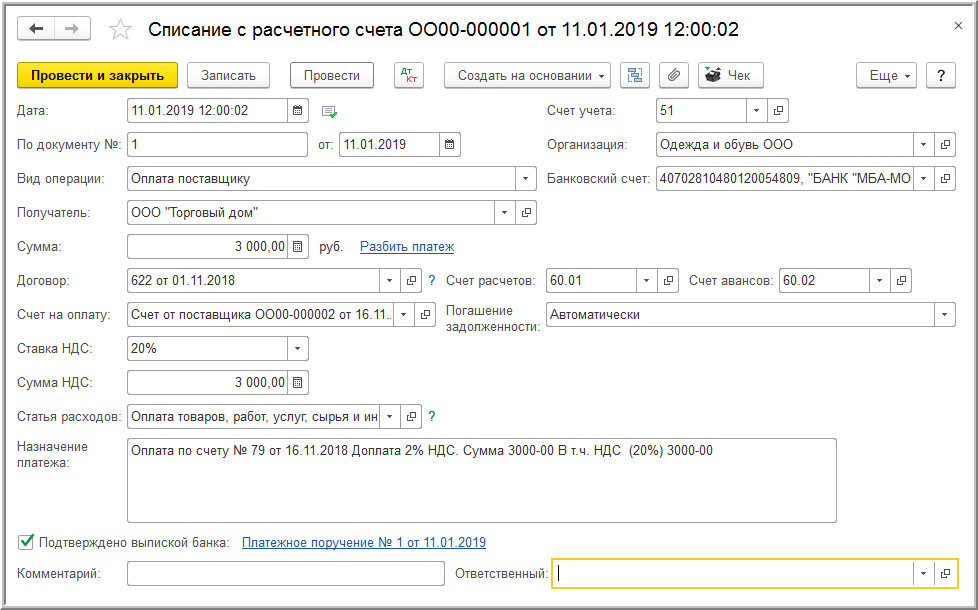 Списание с расчетного счета ОО00-000001 от 11.01.2019 12:00:02
Провести и закрыть Записать Провести Дт Кт Создать на основании Чек Еще ?
Дата: 11.01.2019 12:00:02 Счет учета: 51
По документу №: 1 от: 11.01.2019 Организация: Одежда и обувь ООО
Вид операции: Оплата поставщику Банковский счет: 40702810480120054809, "БАНК "МБА-МО
Получатель: ООО "Торговый дом"
Сумма: 3 000,00 руб. Разбить платеж
Договор: 622 от 01.11.2018 ? Счет расчетов: 60.01 Счет авансов: 60.02
Счет на оплату: Счет от поставщика ОО00-000002 от 16.11.. Погашение задолженности: Автоматически
Ставка НДС: 20%
Сумма НДС: 3 000,00
Статья расходов: Оплата товаров, работ, услуг, сырья и ин ?
Назначение платежа: Оплата по счету № 79 от 16.11.2018 Доплата 2% НДС. Сумма 3000-00 В т.ч. НДС (20%) 3000-00
Подтверждено выпиской банка: Платежное поручение № 1 от 11.01.2019
Комментарий: Ответственный: